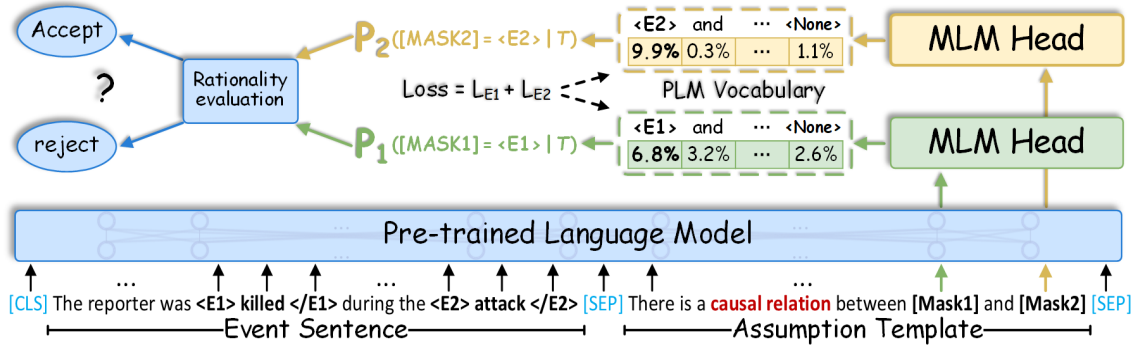 Accept
?
reject
Rationality
evaluation
P2([MASK2] = <E2> | T)
Loss = LE1 + LE2
P1([MASK1] = <E1> | T)
<E2> and ... <None>
9.9% 0.3% ... 1.1%
PLM Vocabulary
<E1> and ... <None>
6.8% 3.2% ... 2.6%
MLM Head
MLM Head
Pre-trained Language Model
... ...
[CLS] The reporter was <E1> killed </E1> during the <E2> attack </E2> [SEP] There is a causal relation between [Mask1] and [Mask2] [SEP]
Event Sentence
Assumption Template